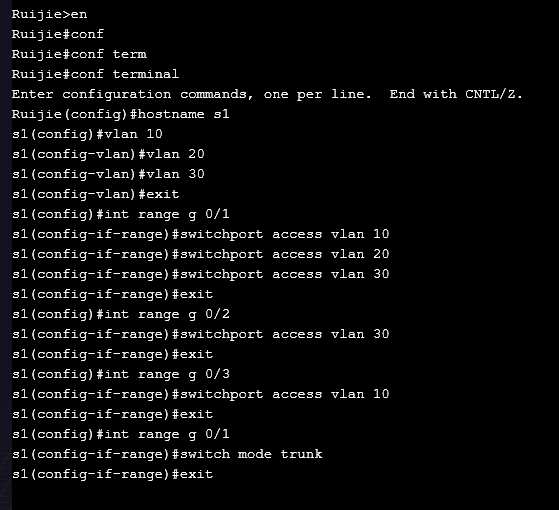 Ruijie>en
Ruijie#conf
Ruijie#conf term
Ruijie#conf terminal
Enter configuration commands, one per line.  End with CNTL/Z.
Ruijie(config)#hostname s1
s1(config)#vlan 10
s1(config-vlan)#vlan 20
s1(config-vlan)#vlan 30
s1(config-vlan)#exit
s1(config)#int range g 0/1
s1(config-if-range)#switchport access vlan 10
s1(config-if-range)#switchport access vlan 20
s1(config-if-range)#switchport access vlan 30
s1(config-if-range)#exit
s1(config)#int range g 0/2
s1(config-if-range)#switchport access vlan 30
s1(config-if-range)#exit
s1(config)#int range g 0/3
s1(config-if-range)#switchport access vlan 10
s1(config-if-range)#exit
s1(config)#int range g 0/1
s1(config-if-range)#switch mode trunk
s1(config-if-range)#exit